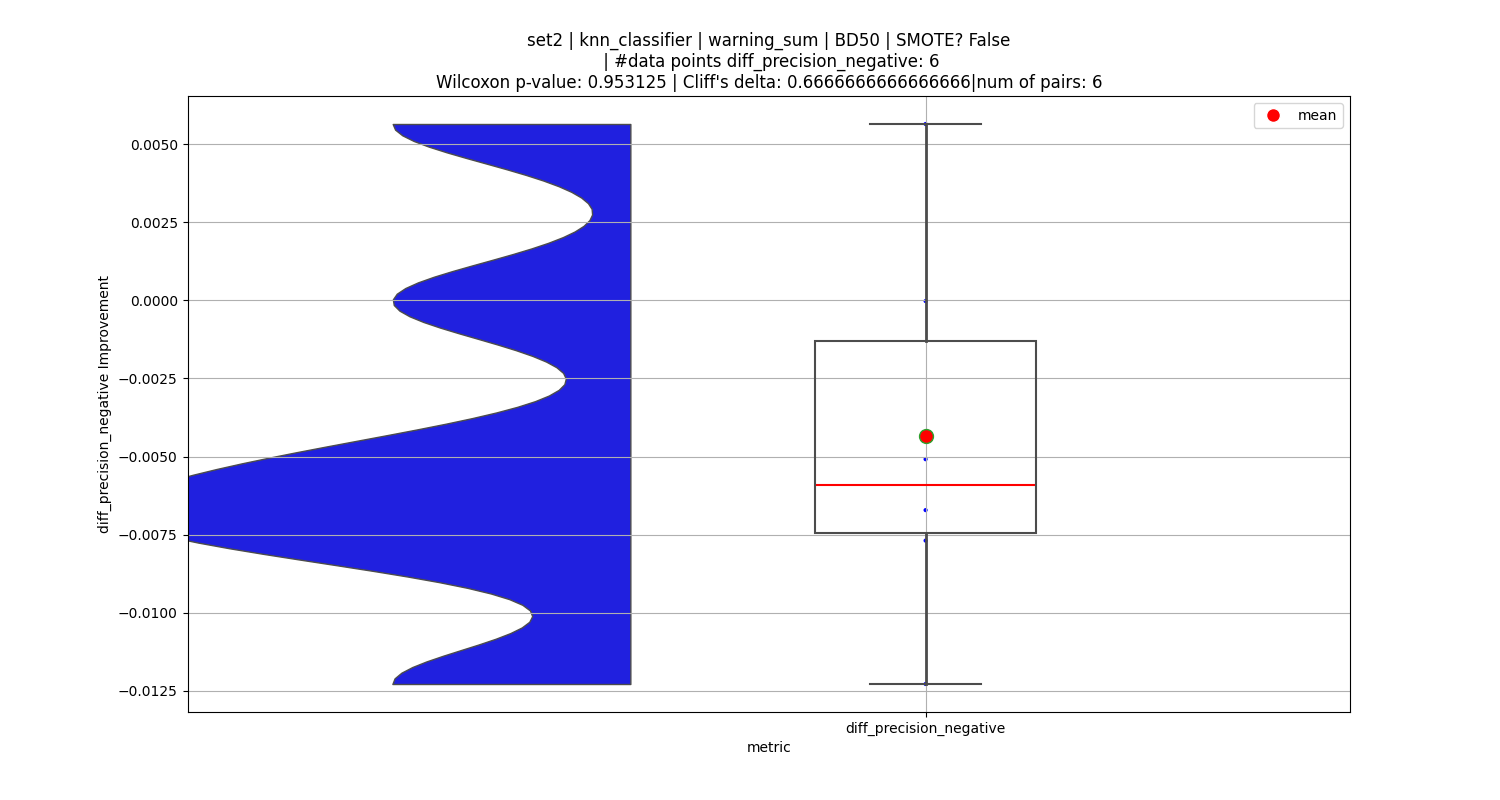 set2 | knn_classifier | warning_sum | BD50 | SMOTE? False
| #data points diff_precision_negative: 6
Wilcoxon p-value: 0.953125 | Cliff's delta: 0.6666666666666666|num of pairs: 6
mean
0.0050
0.0025
0.0000
−0.0025
−0.0050
−0.0075
−0.0100
−0.0125
diff_precision_negative Improvement
diff_precision_negative
metric